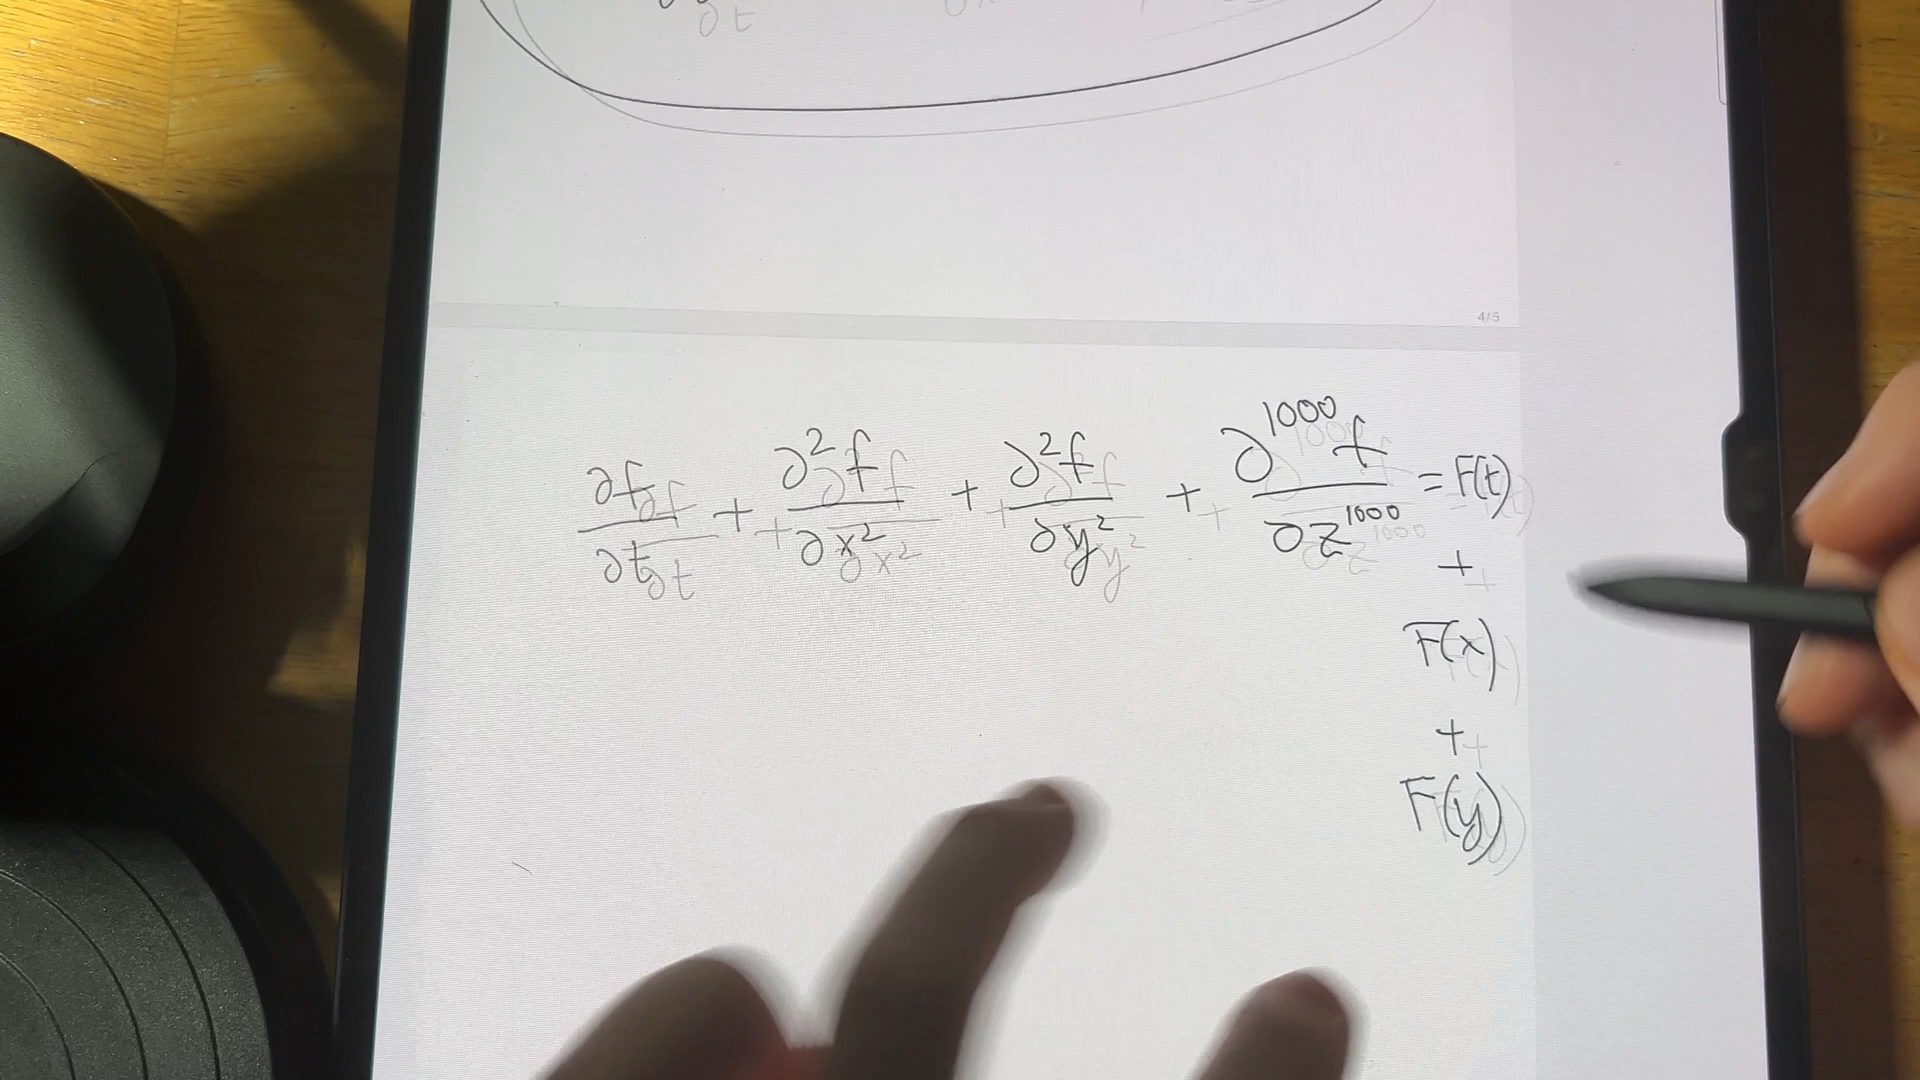 ∂t
4/5
∂f/∂t + ∂²f/∂x² + ∂²f/∂y² + ∂¹⁰⁰⁰f/∂z¹⁰⁰⁰ = F(t)
+
F(x)
+
F(y)